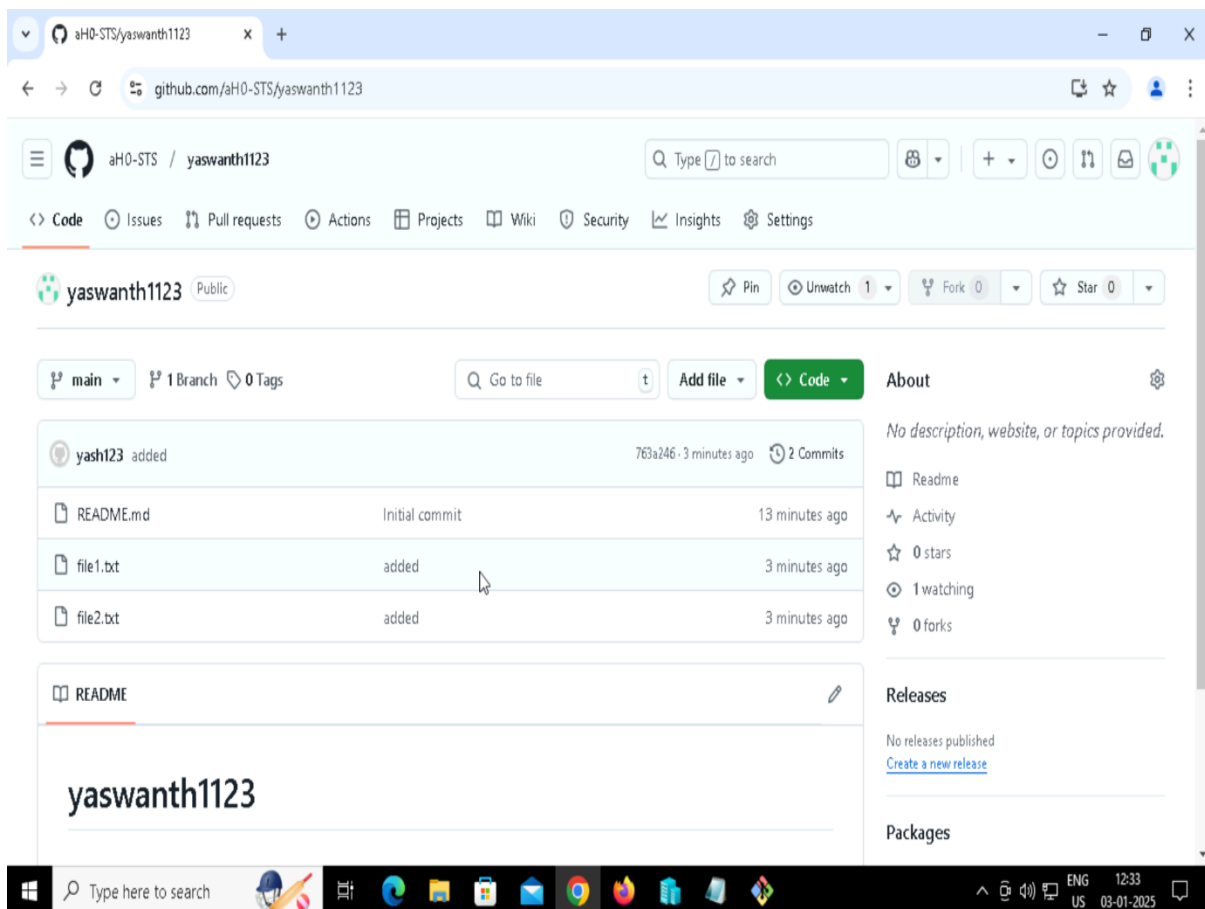 aH0-STS/yaswanth1123
github.com/aH0-STS/yaswanth1123
aH0-STS / yaswanth1123
Type / to search
Code Issues Pull requests Actions Projects Wiki Security Insights Settings
yaswanth1123 Public
Pin Unwatch 1 Fork 0 Star 0
main 1 Branch 0 Tags
Go to file t Add file Code
yash123 added 763a246 · 3 minutes ago 2 Commits
README.md Initial commit 13 minutes ago
file1.txt added 3 minutes ago
file2.txt added 3 minutes ago
README
yaswanth1123
About
No description, website, or topics provided.
Readme
Activity
0 stars
1 watching
0 forks
Releases
No releases published
Create a new release
Packages
Type here to search
ENG 12:33
US 03-01-2025